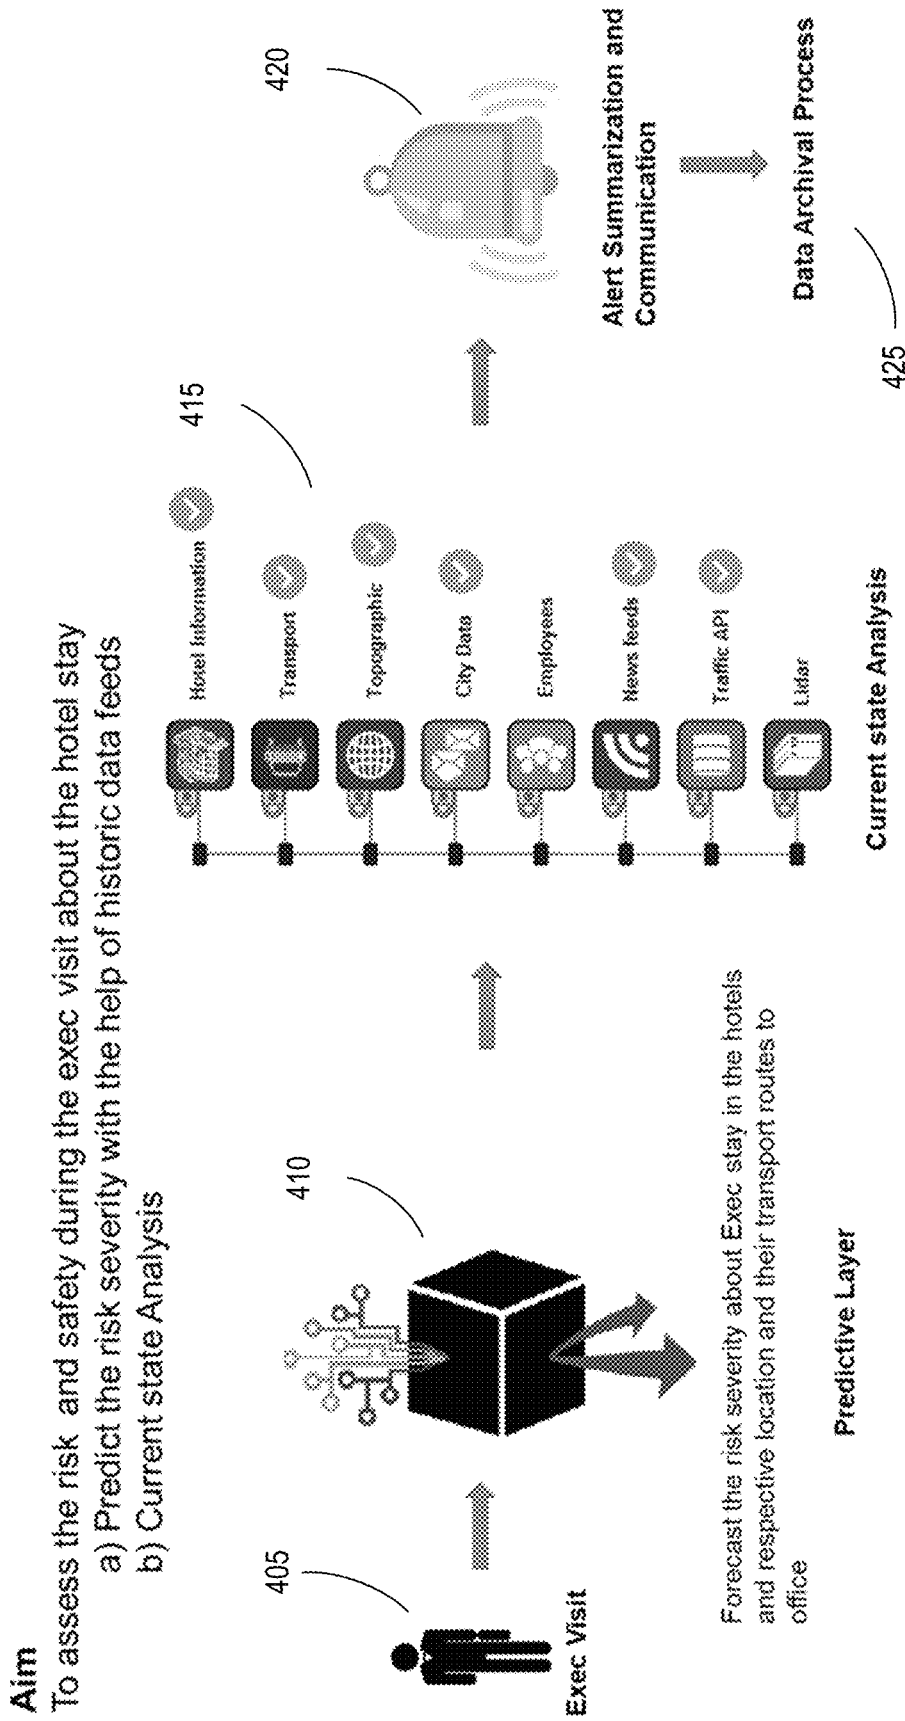 Aim
To assess the risk and safety during the exec visit about the hotel stay
a) Predict the risk severity with the help of historic data feeds
b) Current state Analysis
405
Exec Visit
410
Forecast the risk severity about Exec stay in the hotels
and respective location and their transport routes to
office
Predictive Layer
415
Hotel Information
Transport
Topographic
City Data
Employees
News feeds
Traffic API
Lidar
Current state Analysis
420
Alert Summarization and
Communication
Data Archival Process
425